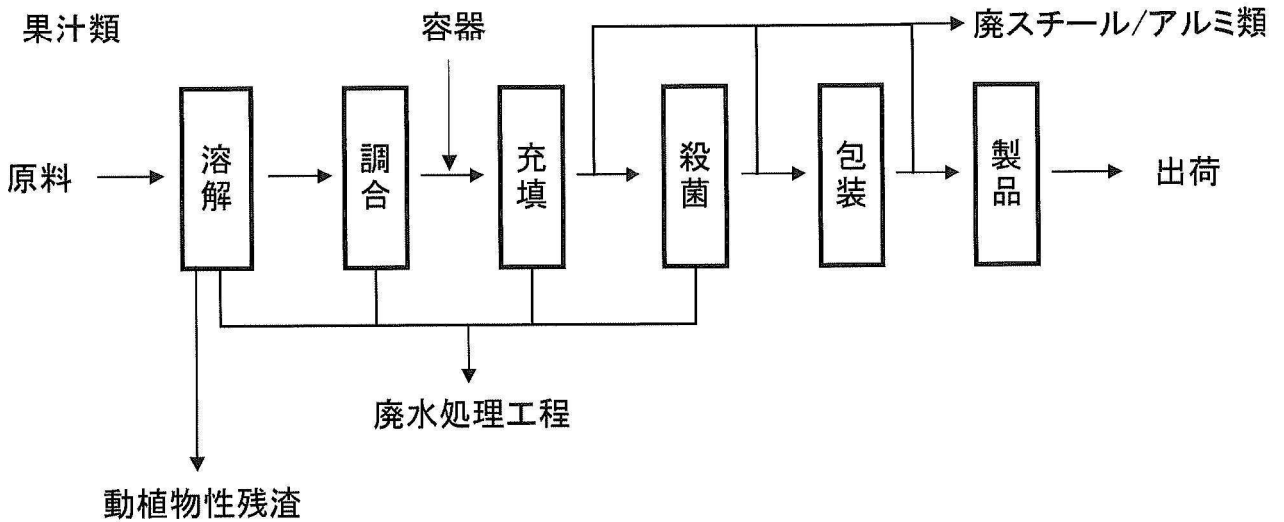 果汁類
容器
廃スチール/アルミ類
原料
溶解
調合
充填
殺菌
包装
製品
出荷
廃水処理工程
動植物性残渣